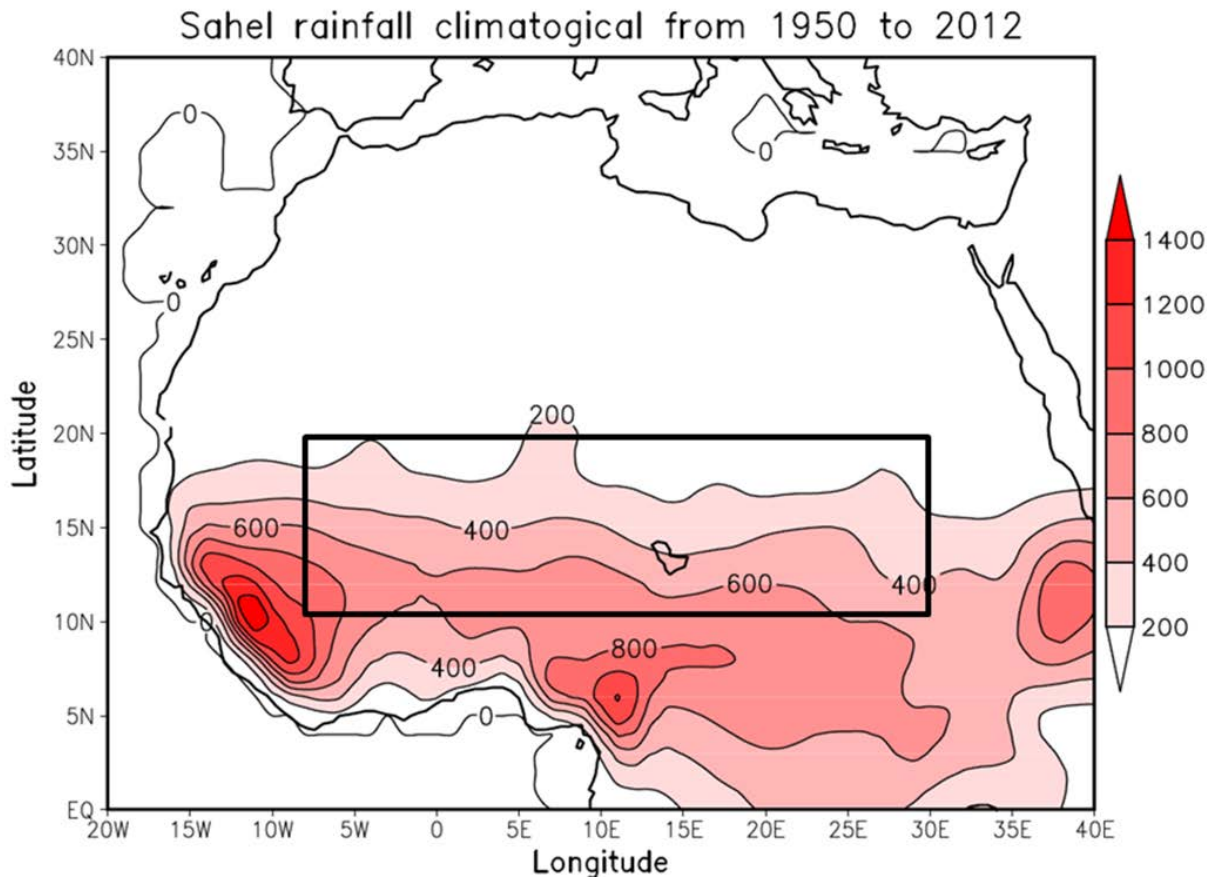 Sahel rainfall climatogical from 1950 to 2012
40N
35N
30N
25N
20N
15N
10N
5N
EQ
Latitude
0
0
0
200
600
400
600
400
0
800
400
0
20W 15W 10W 5W 0 5E 10E 15E 20E 25E 30E 35E 40E
Longitude
1400
1200
1000
800
600
400
200